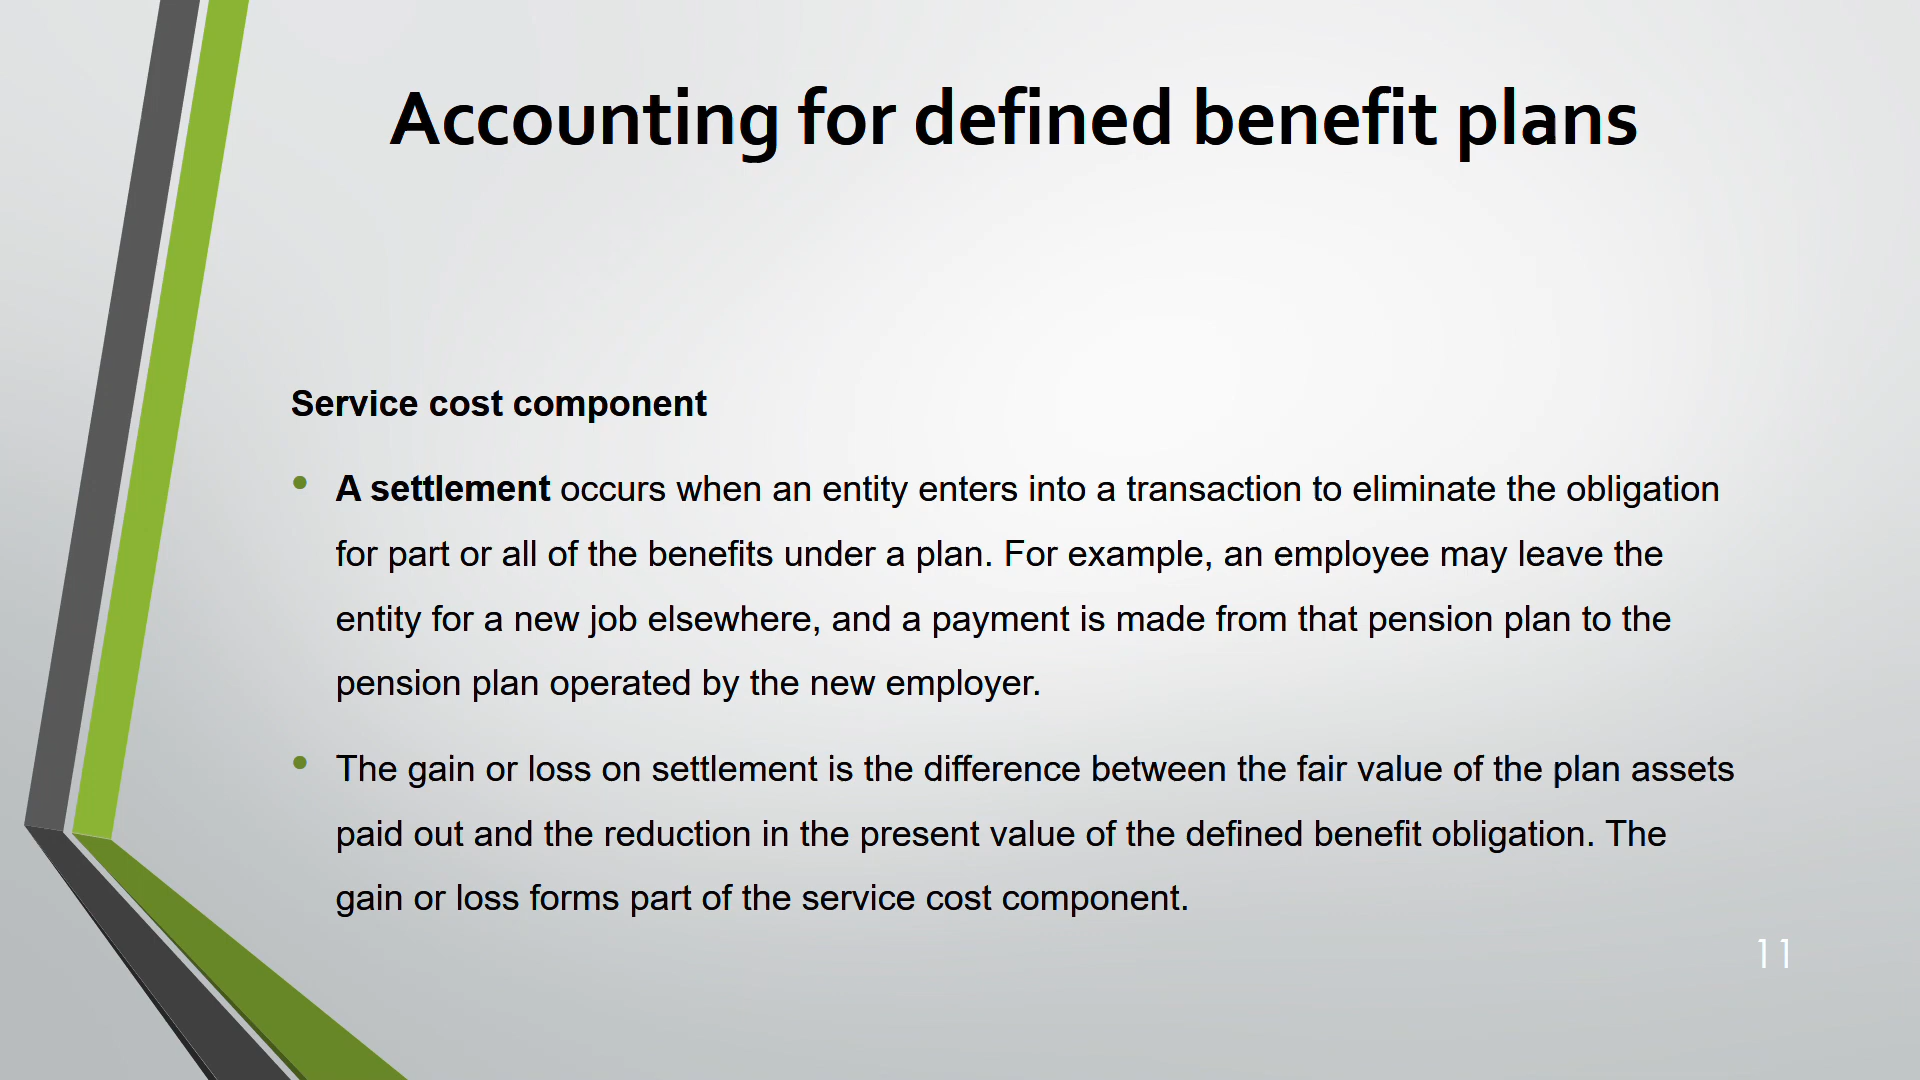 Accounting for defined benefit plans
Service cost component
• A settlement occurs when an entity enters into a transaction to eliminate the obligation
for part or all of the benefits under a plan. For example, an employee may leave the
entity for a new job elsewhere, and a payment is made from that pension plan to the
pension plan operated by the new employer.
• The gain or loss on settlement is the difference between the fair value of the plan assets
paid out and the reduction in the present value of the defined benefit obligation. The
gain or loss forms part of the service cost component.
11